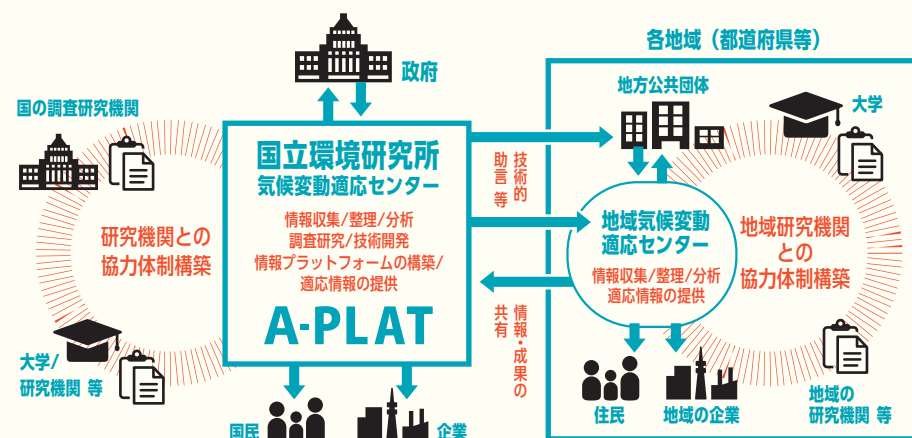 政府
国の調査研究機関
研究機関との
協力体制構築
大学/
研究機関 等
国立環境研究所
気候変動適応センター
情報収集/整理/分析
調査研究/技術開発
情報プラットフォームの構築/
適応情報の提供
A-PLAT
国民
企業
技術的
助言 等
情報・成果の
共有
各地域（都道府県等）
地方公共団体
大学
地域気候変動
適応センター
情報収集/整理/分析
適応情報の提供
地域研究機関
との
協力体制構築
住民
地域の企業
地域の
研究機関 等